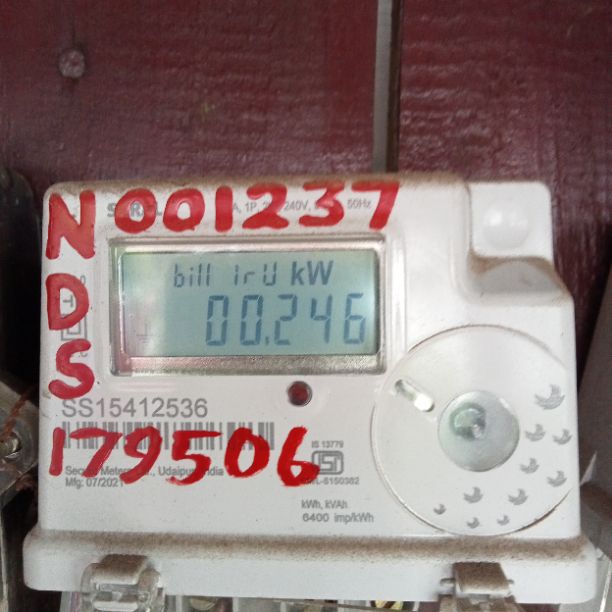 N001237
1P, 240V, 50Hz
bill 1rU kW
00.246
D
S
SS15412536
179506
IS 13779
Mfg: 07/2021
kWh, kVAh
6400 imp/kWh